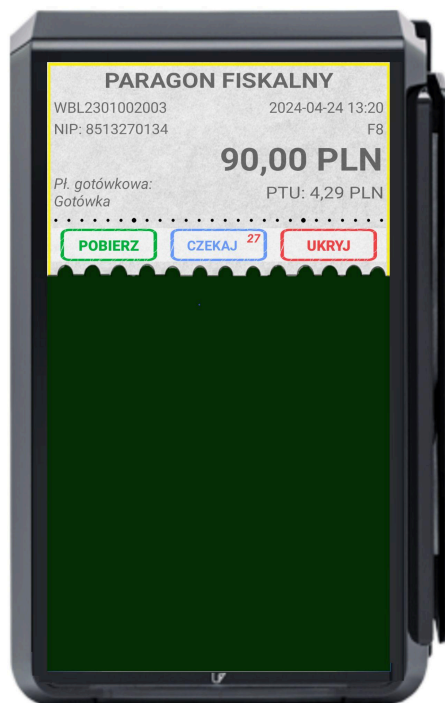 PARAGON FISKALNY
WBL2301002003 2024-04-24 13:20
NIP: 8513270134 F8
90,00 PLN
Pł. gotówkowa: PTU: 4,29 PLN
Gotówka
POBIERZ CZEKAJ 27 UKRYJ